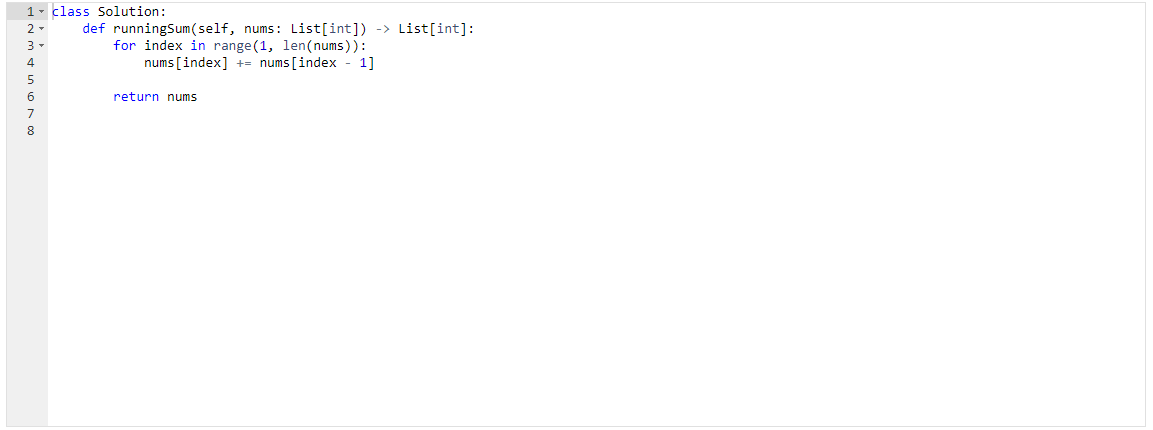 1 class Solution:
2     def runningSum(self, nums: List[int]) -> List[int]:
3         for index in range(1, len(nums)):
4             nums[index] += nums[index - 1]
5
6         return nums
7
8